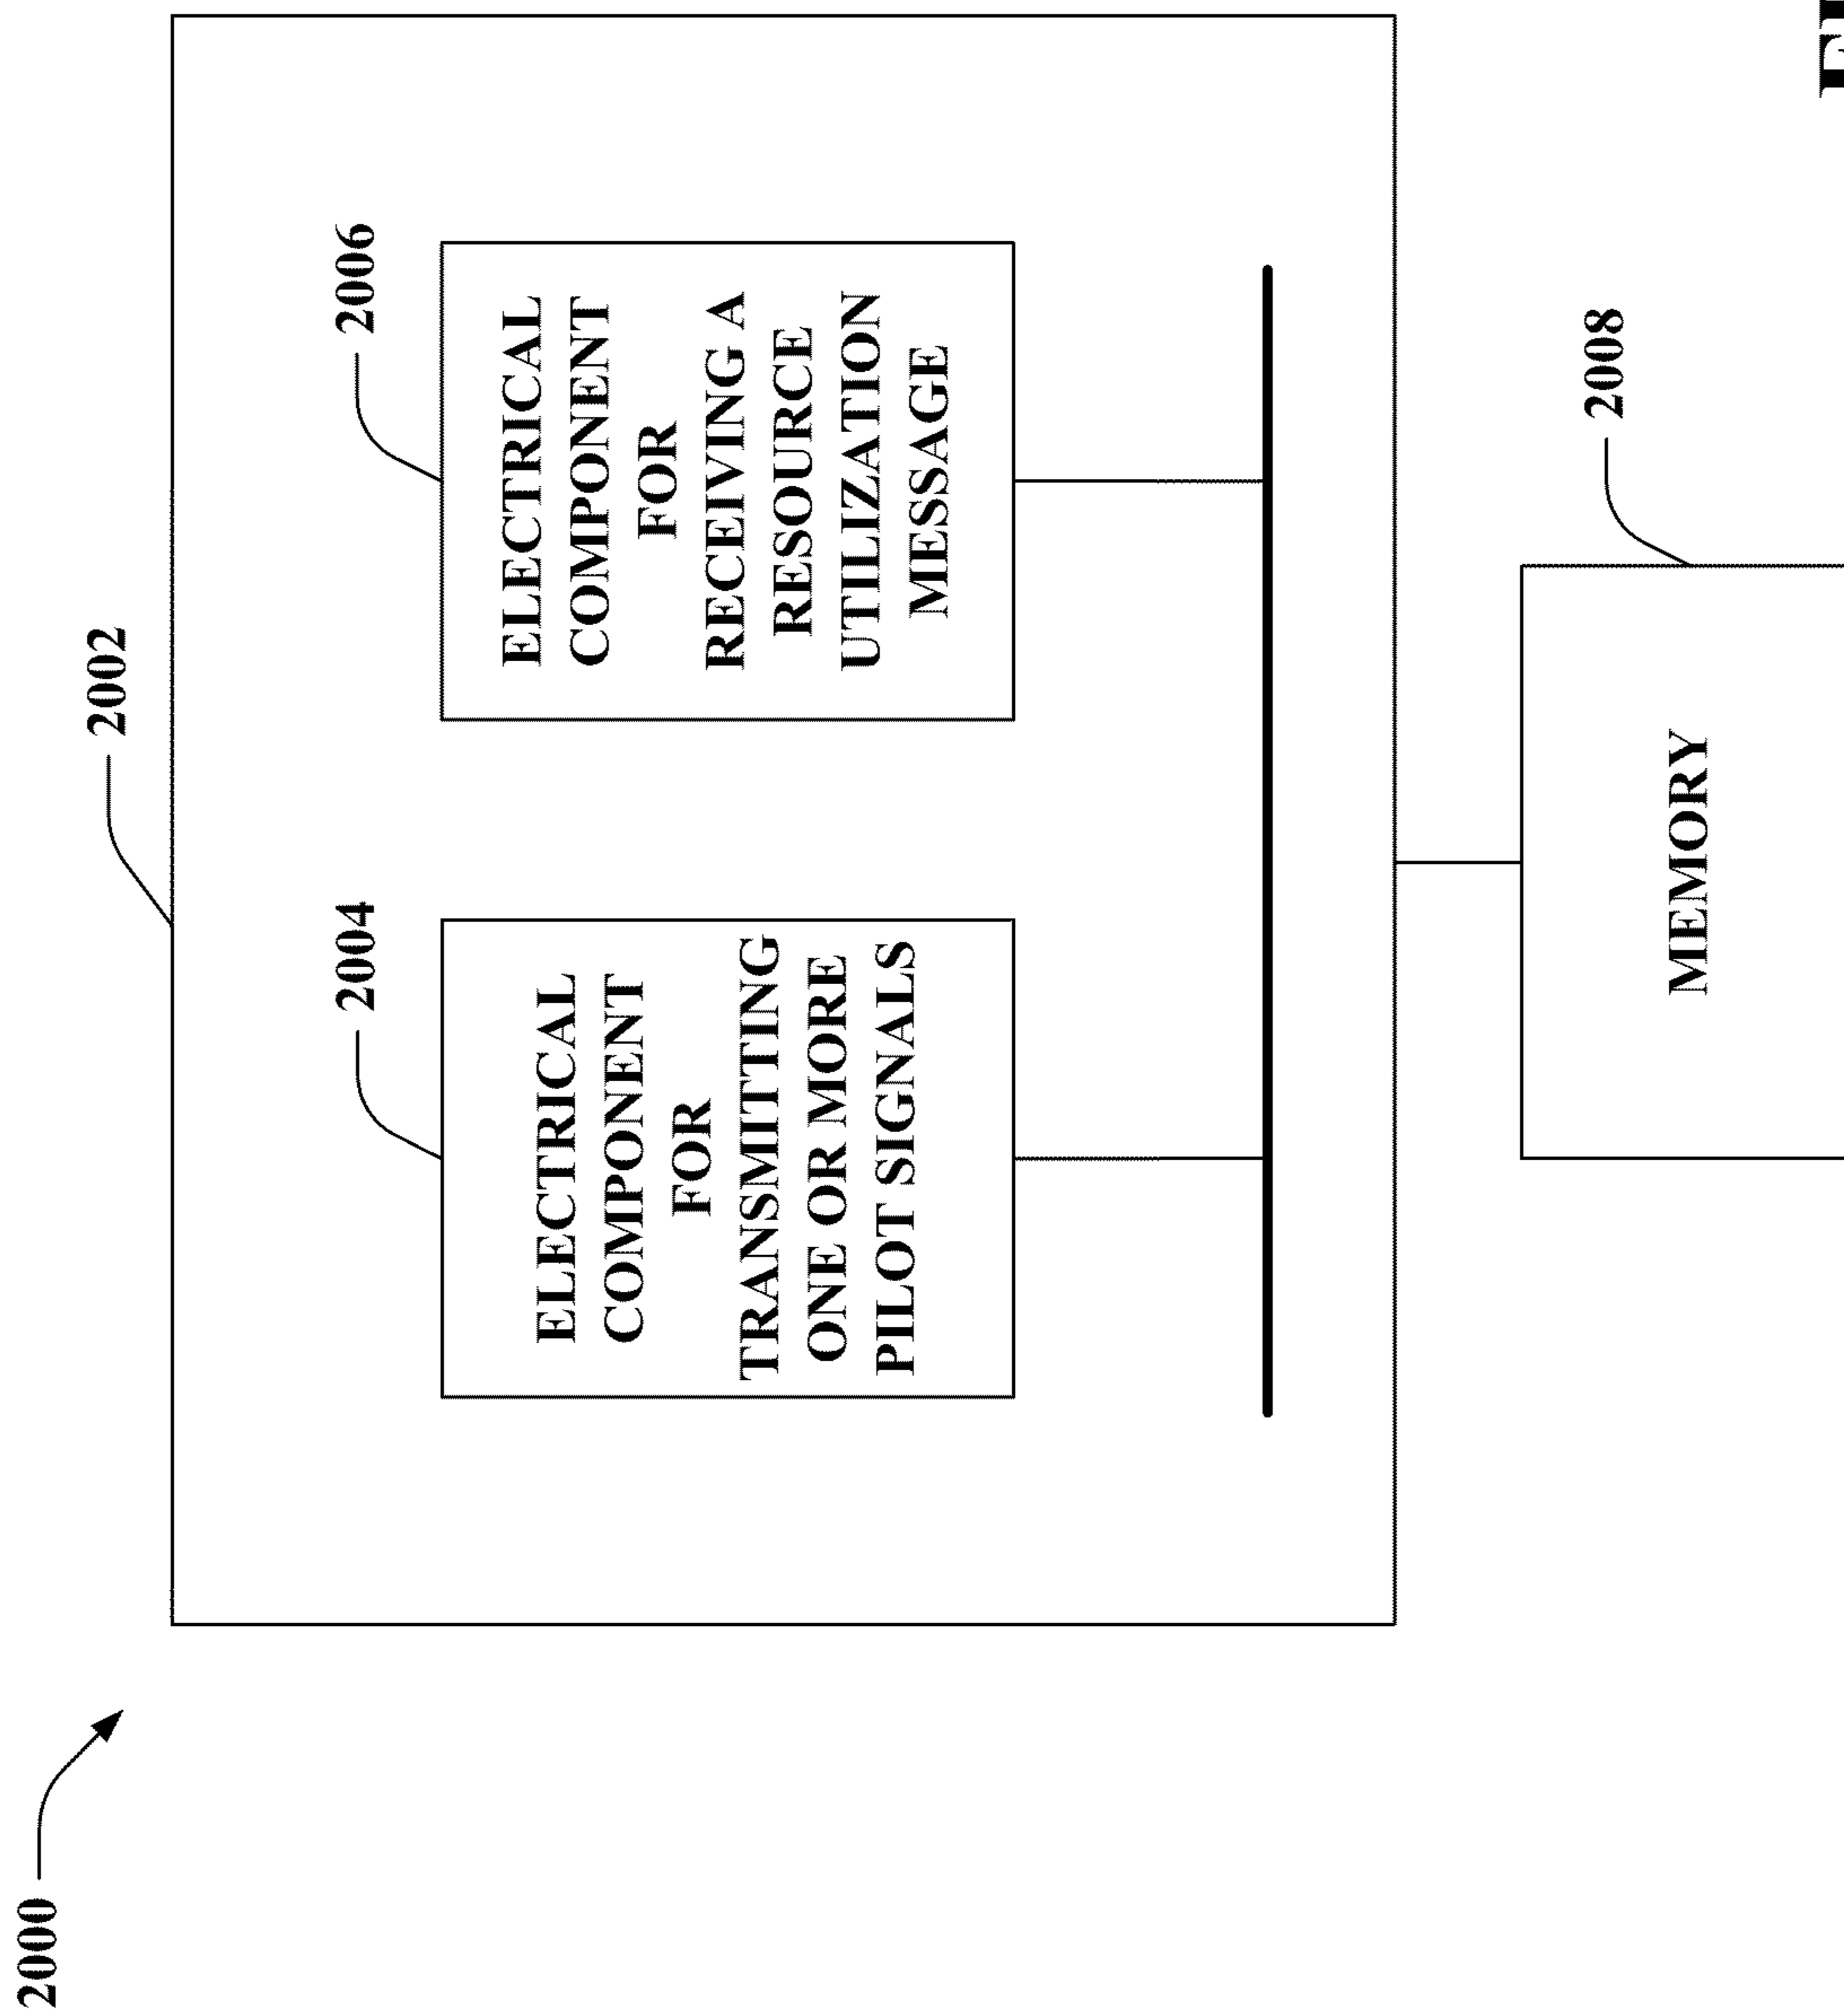 2000
2002
2004
ELECTRICAL
COMPONENT
FOR
TRANSMITTING
ONE OR MORE
PILOT SIGNALS
2006
ELECTRICAL
COMPONENT
FOR
RECEIVING A
RESOURCE
UTILIZATION
MESSAGE
2008
MEMORY